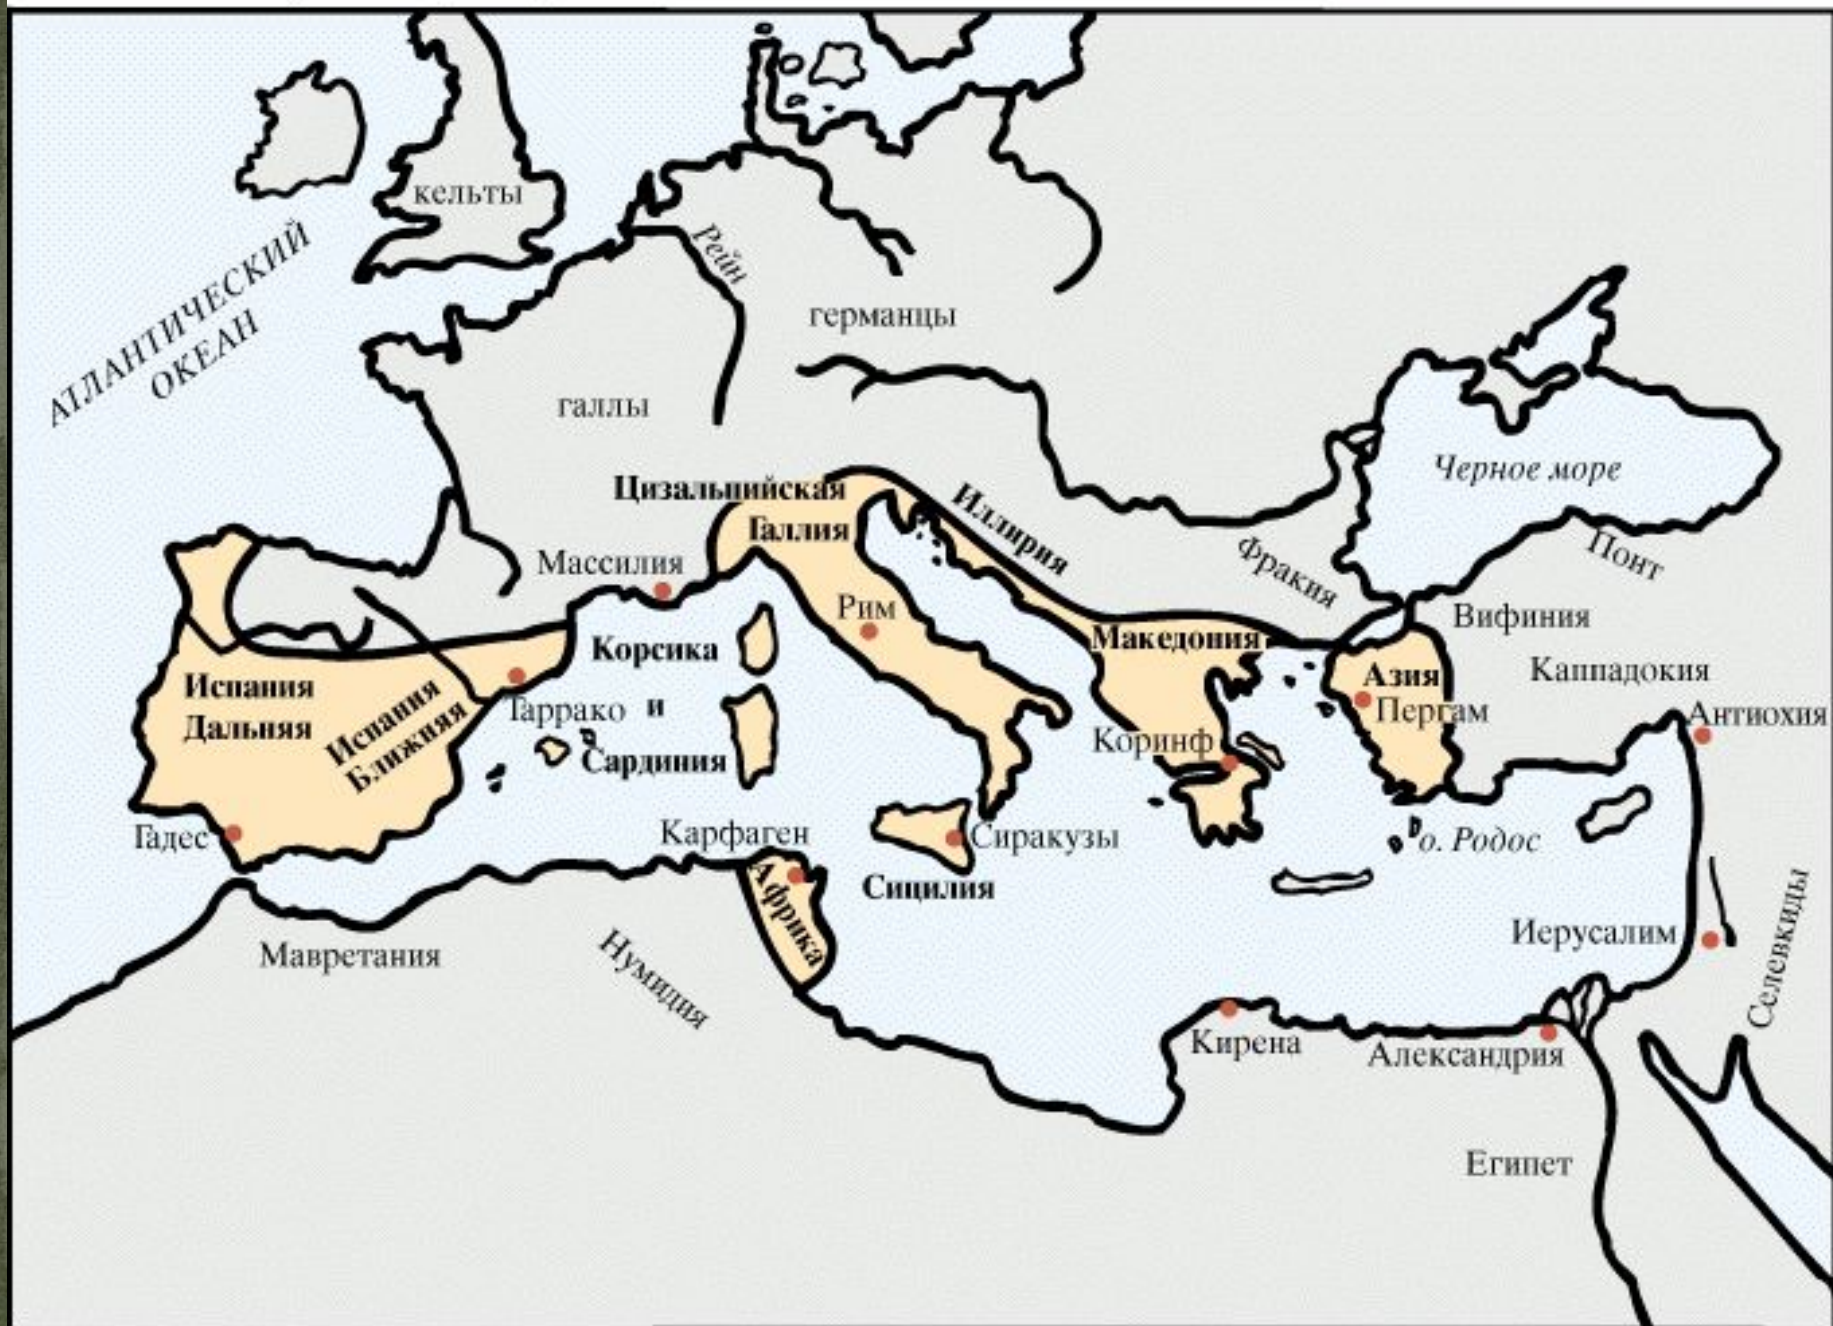 кельты
АТЛАНТИЧЕСКИЙ
ОКЕАН
Рейн
германцы
галлы
Черное море
Цизальпийская
Галлия
Иллирия
Фракия
Понт
Массилия
Рим
Вифиния
Корсика
и
Сардиния
Македония
Азия
Каппадокия
Испания
Дальняя
Испания
Ближняя
Таррако
Пергам
Антиохия
Коринф
Гадес
Карфаген
Сиракузы
о. Родос
Африка
Сицилия
Мавретания
Нумидия
Иерусалим
Селевкиды
Кирена
Александрия
Египет